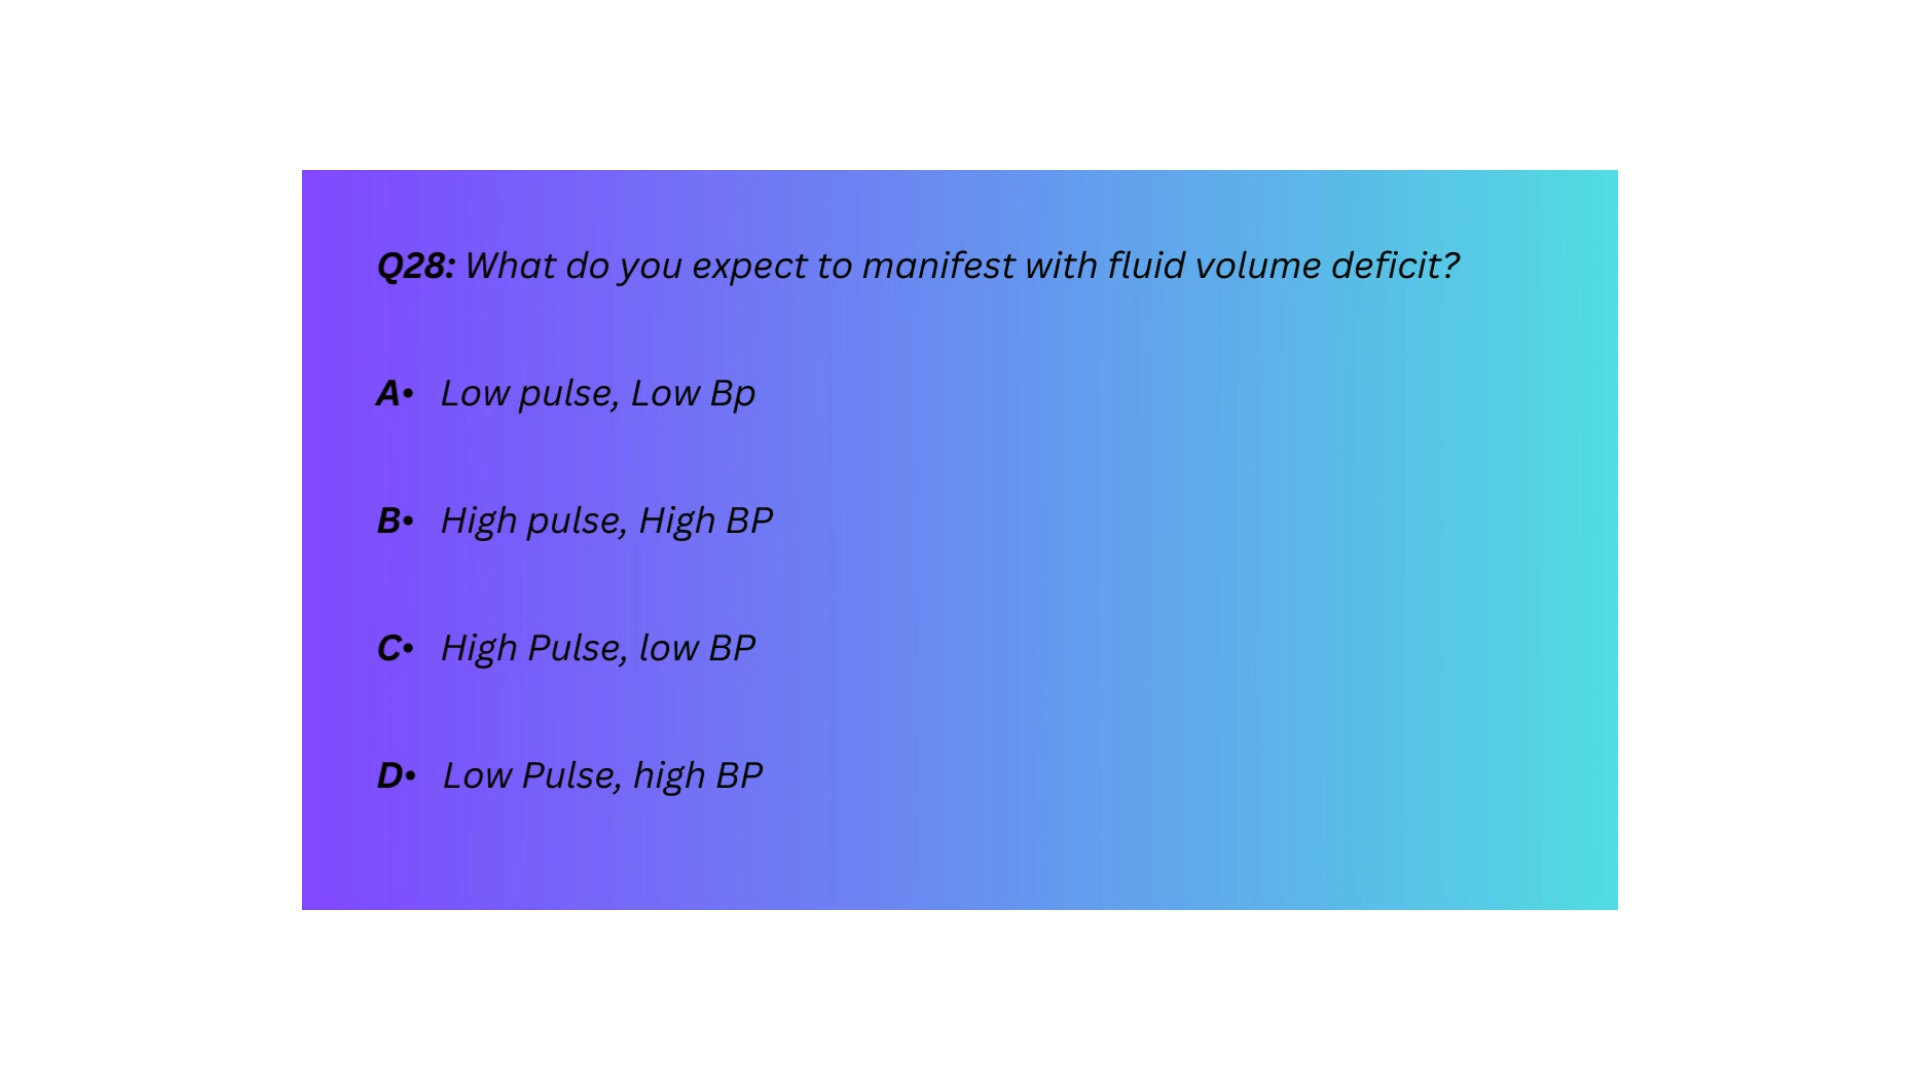 Q28: What do you expect to manifest with fluid volume deficit?
A• Low pulse, Low Bp
B• High pulse, High BP
C• High Pulse, low BP
D• Low Pulse, high BP